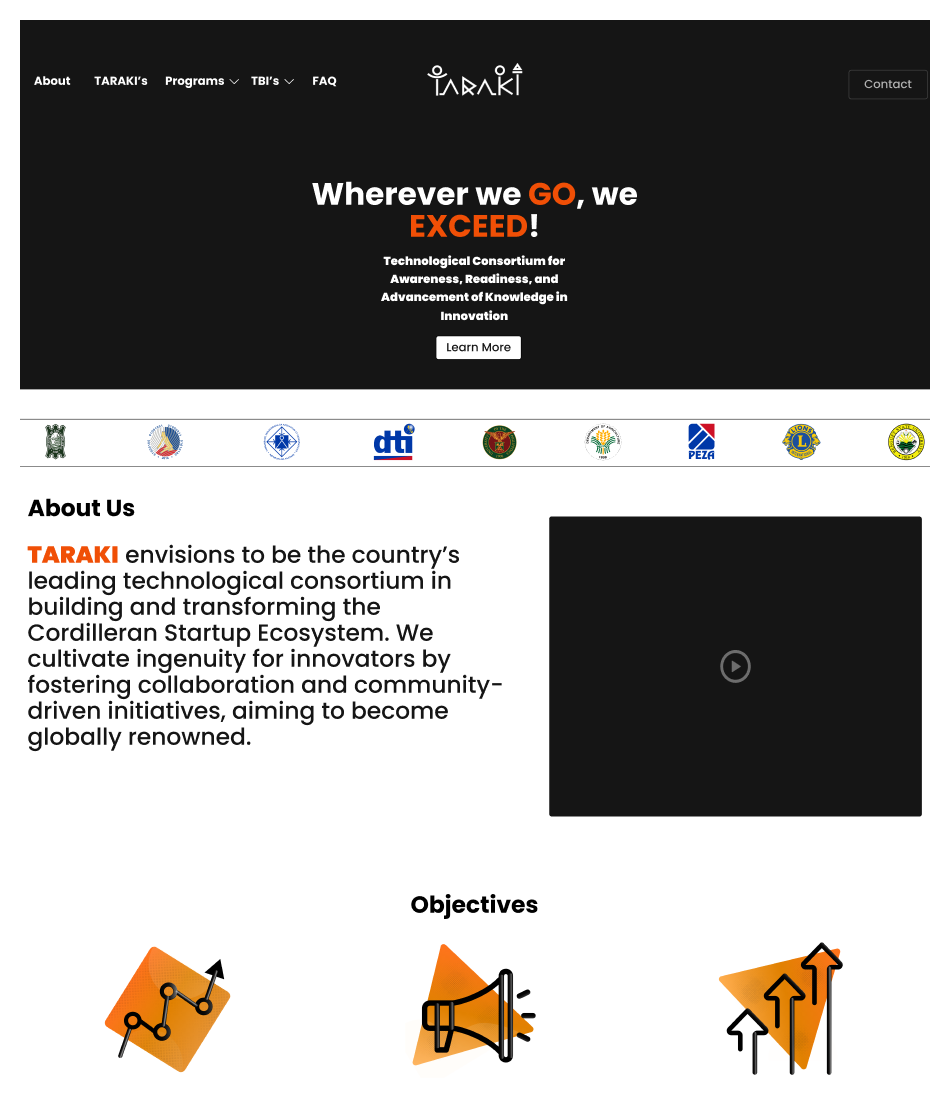 About TARAKI’s Programs TBI’s FAQ
TARAKI
Contact
Wherever we GO, we
EXCEED!
Technological Consortium for
Awareness, Readiness, and
Advancement of Knowledge in
Innovation
Learn More
dti
PEZA
LIONS
L
About Us
TARAKI envisions to be the country’s
leading technological consortium in
building and transforming the
Cordilleran Startup Ecosystem. We
cultivate ingenuity for innovators by
fostering collaboration and community-
driven initiatives, aiming to become
globally renowned.
Objectives